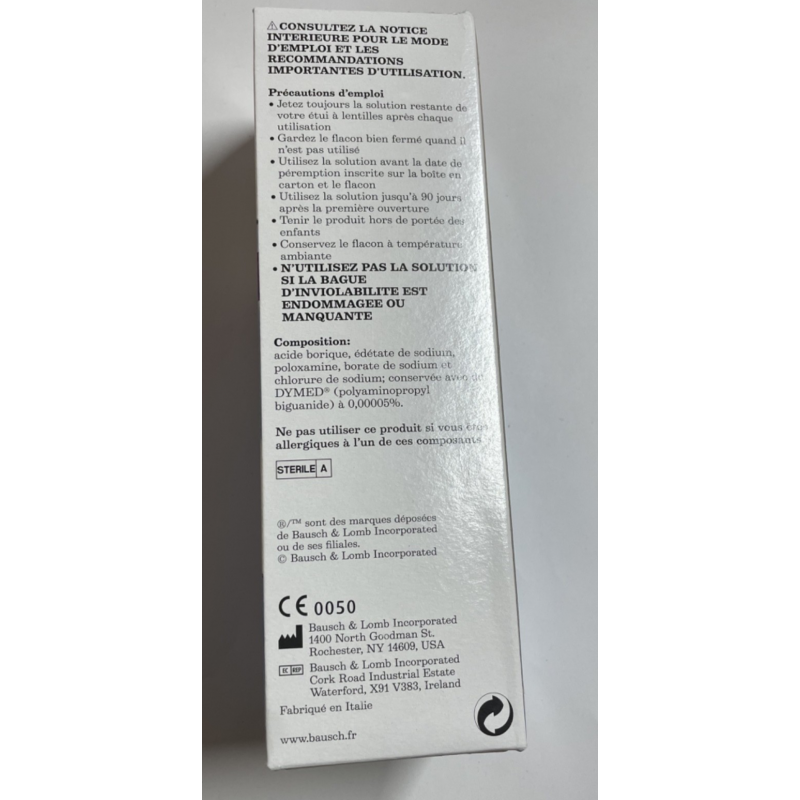 ⚠CONSULTEZ LA NOTICE
INTERIEURE POUR LE MODE
D'EMPLOI ET LES
RECOMMANDATIONS
IMPORTANTES D'UTILISATION.
Précautions d'emploi
• Jetez toujours la solution restante de
votre étui à lentilles après chaque
utilisation
• Gardez le flacon bien fermé quand il
n'est pas utilisé
• Utilisez la solution avant la date de
péremption inscrite sur la boîte en
carton et le flacon
• Utilisez la solution jusqu'à 90 jours
après la première ouverture
• Tenir le produit hors de portée des
enfants
• Conservez le flacon à température
ambiante
• N'UTILISEZ PAS LA SOLUTION
SI LA BAGUE
D'INVIOLABILITE EST
ENDOMMAGEE OU
MANQUANTE
Composition:
acide borique, édétate de sodium,
poloxamine, borate de sodium et
chlorure de sodium; conservée avec du
DYMED® (polyaminopropyl
biguanide) à 0,00005%.
Ne pas utiliser ce produit si vous êtes
allergiques à l'un de ces composants
STERILE A
®/™ sont des marques déposées
de Bausch & Lomb Incorporated
ou de ses filiales.
© Bausch & Lomb Incorporated
CE 0050
Bausch & Lomb Incorporated
1400 North Goodman St.
Rochester, NY 14609, USA
EC REP Bausch & Lomb Incorporated
Cork Road Industrial Estate
Waterford, X91 V383, Ireland
Fabriqué en Italie
www.bausch.fr